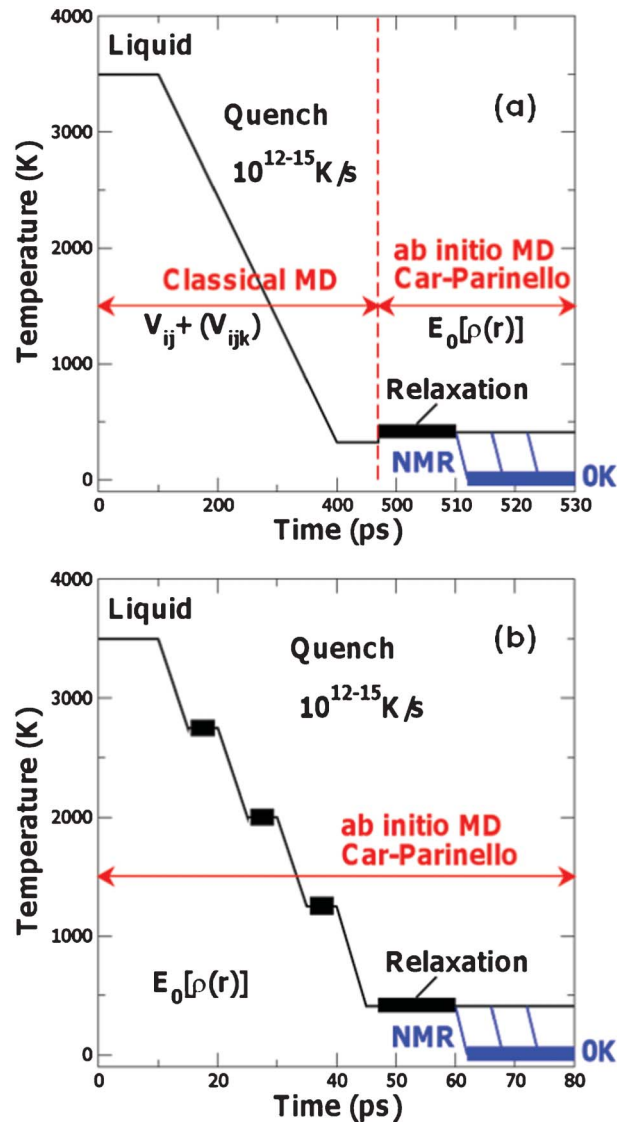 4000
Liquid
(a)
3000
Quench
10^12-15 K/s
2000
Temperature (K)
Classical MD
ab initio MD
Car-Parinello
V_ij + (V_ijk)
E_0[ρ(r)]
1000
Relaxation
NMR
0K
0
0 200 400 500 510 520 530
Time (ps)
4000
Liquid
(b)
Quench
3000
10^12-15 K/s
2000
Temperature (K)
ab initio MD
Car-Parinello
1000
E_0[ρ(r)]
Relaxation
NMR
0K
0
0 20 40 60 80
Time (ps)